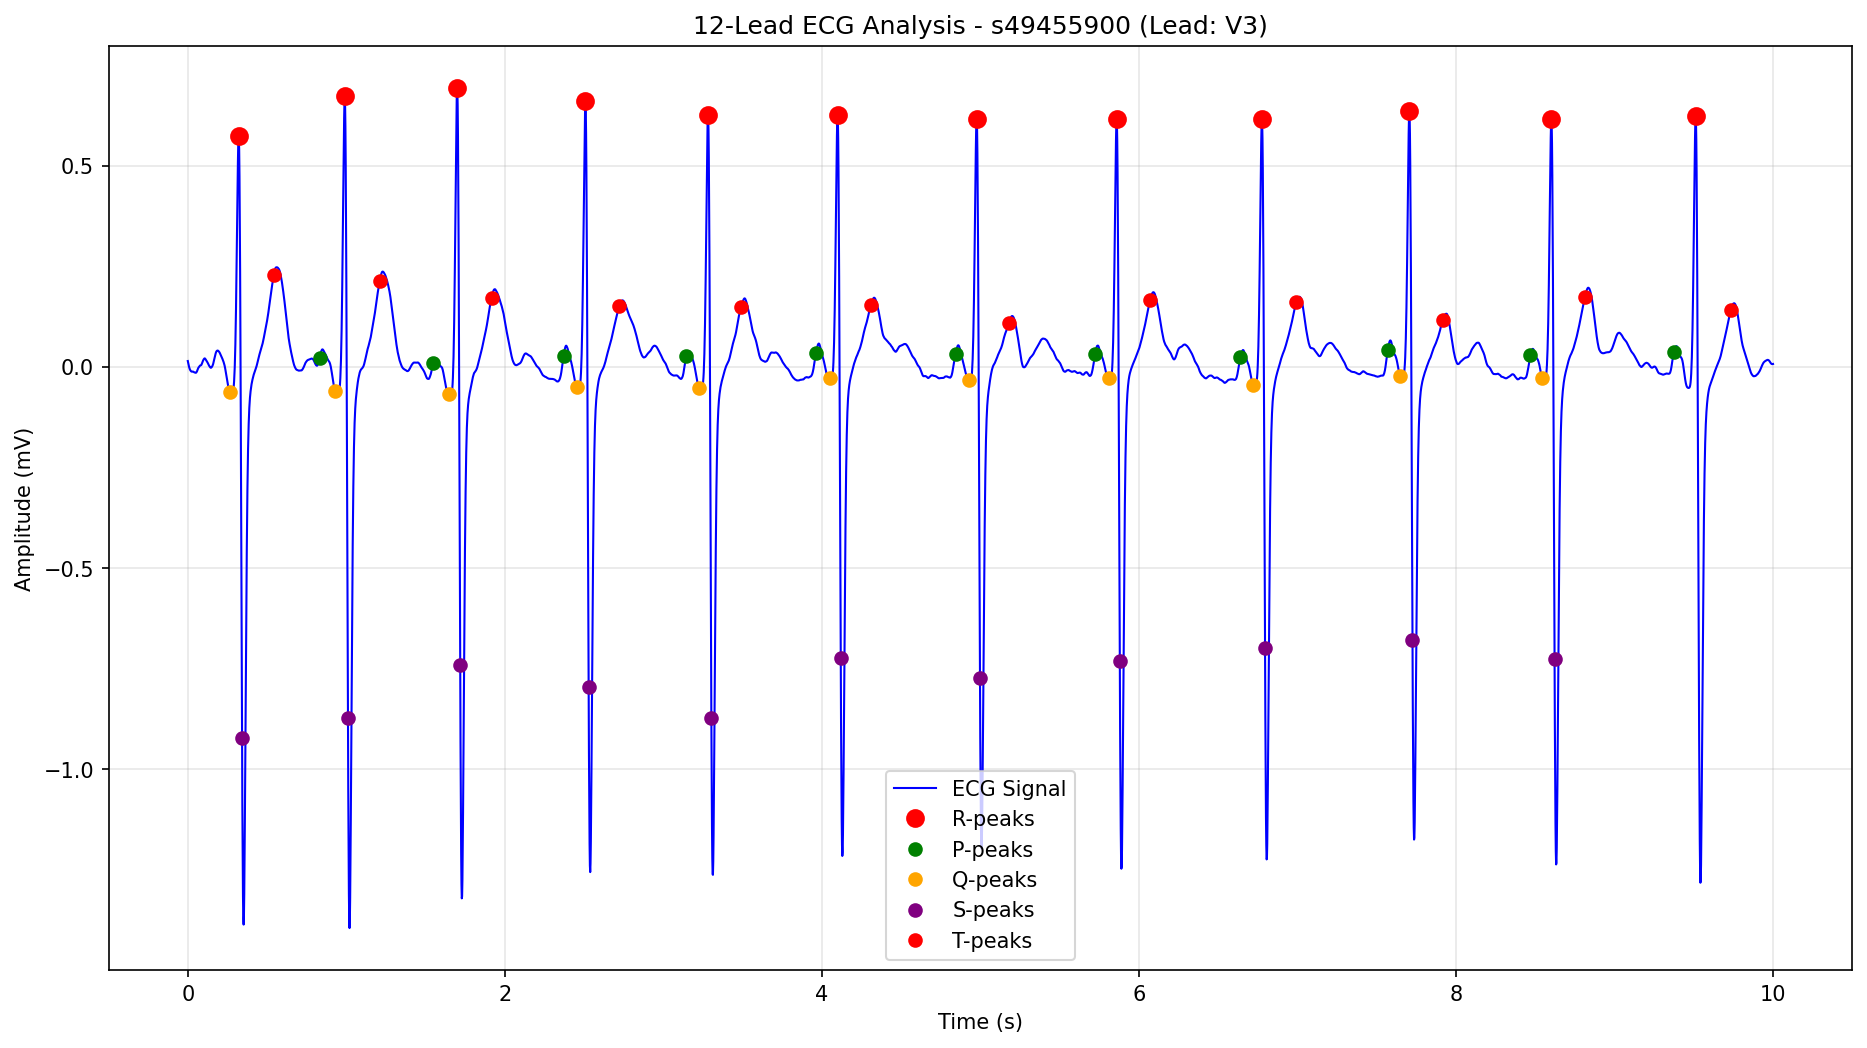 12-Lead ECG Analysis - s49455900 (Lead: V3)
Amplitude (mV)
0.5
0.0
−0.5
−1.0
ECG Signal
R-peaks
P-peaks
Q-peaks
S-peaks
T-peaks
0 2 4 6 8 10
Time (s)